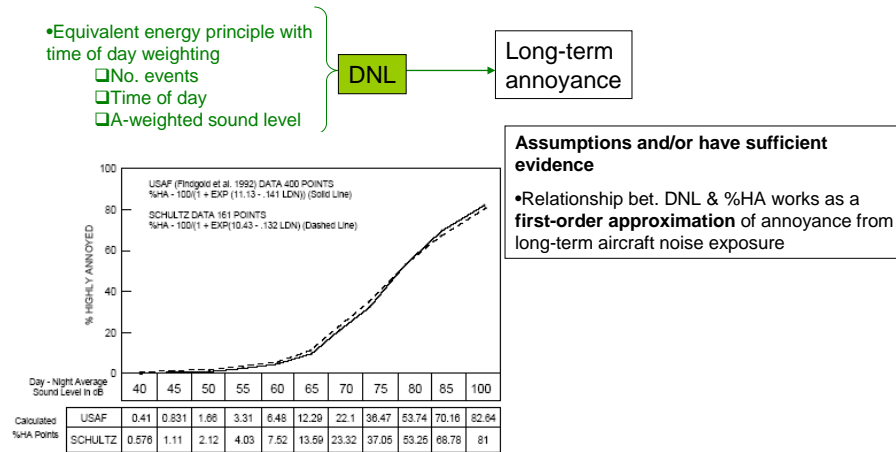 •Equivalent energy principle with
time of day weighting
❑No. events
❑Time of day
❑A-weighted sound level
DNL
Long-term
annoyance
Assumptions and/or have sufficient
evidence
•Relationship bet. DNL & %HA works as a
first-order approximation of annoyance from
long-term aircraft noise exposure
USAF (Findgold et al. 1992) DATA 400 POINTS
%HA - 100/(1 + EXP (11.13 - .141 LDN)) (Solid Line)
SCHULTZ DATA 161 POINTS
%HA - 100/(1 + EXP(10.43 - .132 LDN) (Dashed Line)
% HIGHLY ANNOYED
100
80
60
40
20
0
Day - Night Average
Sound Level in dB
40 45 50 55 60 65 70 75 80 85 100
Calculated
%HA Points
USAF 0.41 0.831 1.66 3.31 6.48 12.29 22.1 36.47 53.74 70.16 82.64
SCHULTZ 0.576 1.11 2.12 4.03 7.52 13.59 23.32 37.05 53.25 68.78 81